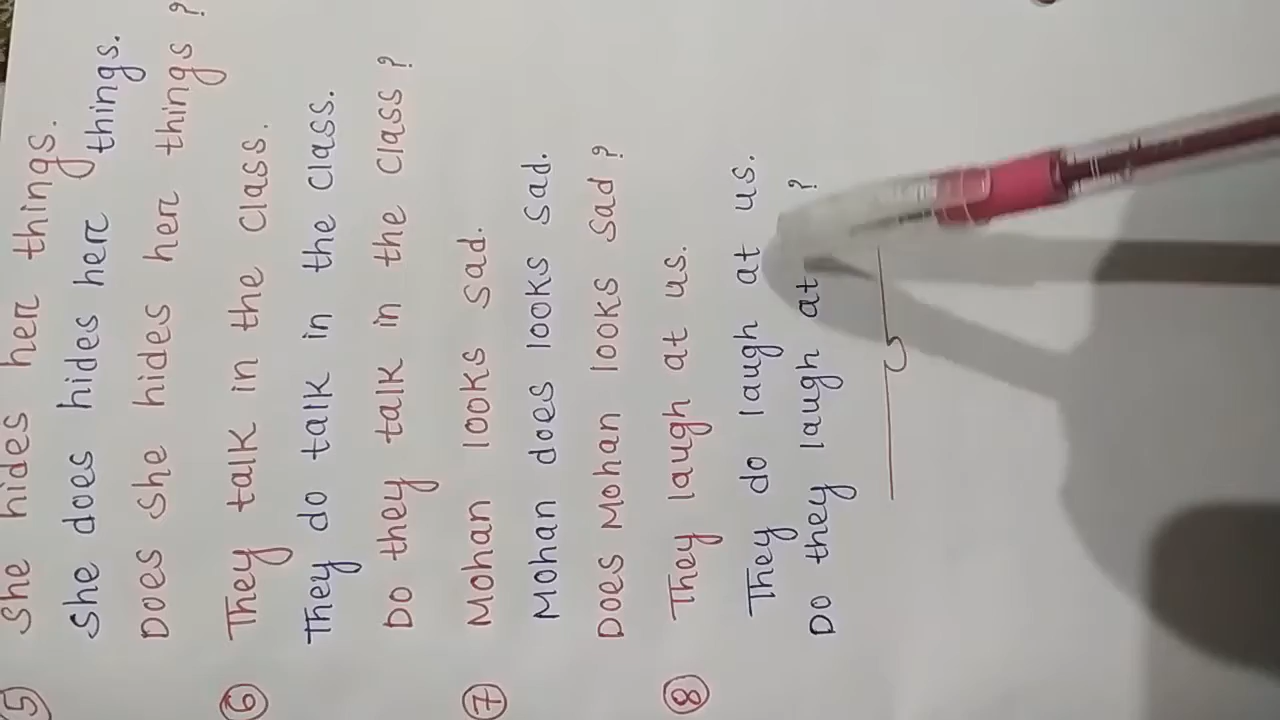 5 She hides her things.
She does hides her things.
Does she hides her things ?
6 They talk in the class.
They do talk in the class.
Do they talk in the class ?
7 Mohan looks sad.
Mohan does looks sad.
Does Mohan looks sad ?
8 They laugh at us.
They do laugh at us.
Do they laugh at ?